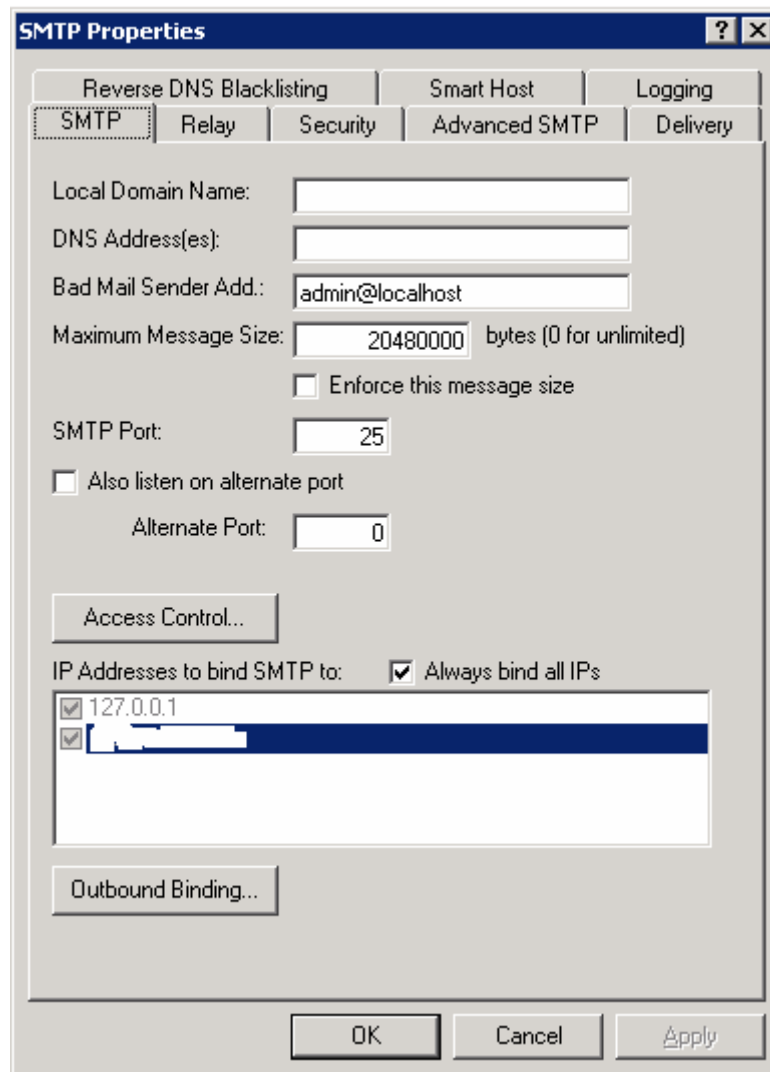 SMTP Properties
Reverse DNS Blacklisting Smart Host Logging
SMTP Relay Security Advanced SMTP Delivery
Local Domain Name:
DNS Address(es):
Bad Mail Sender Add.: admin@localhost
Maximum Message Size: 20480000 bytes (0 for unlimited)
Enforce this message size
SMTP Port: 25
Also listen on alternate port
Alternate Port: 0
Access Control...
IP Addresses to bind SMTP to: Always bind all IPs
127.0.0.1
Outbound Binding...
OK Cancel Apply